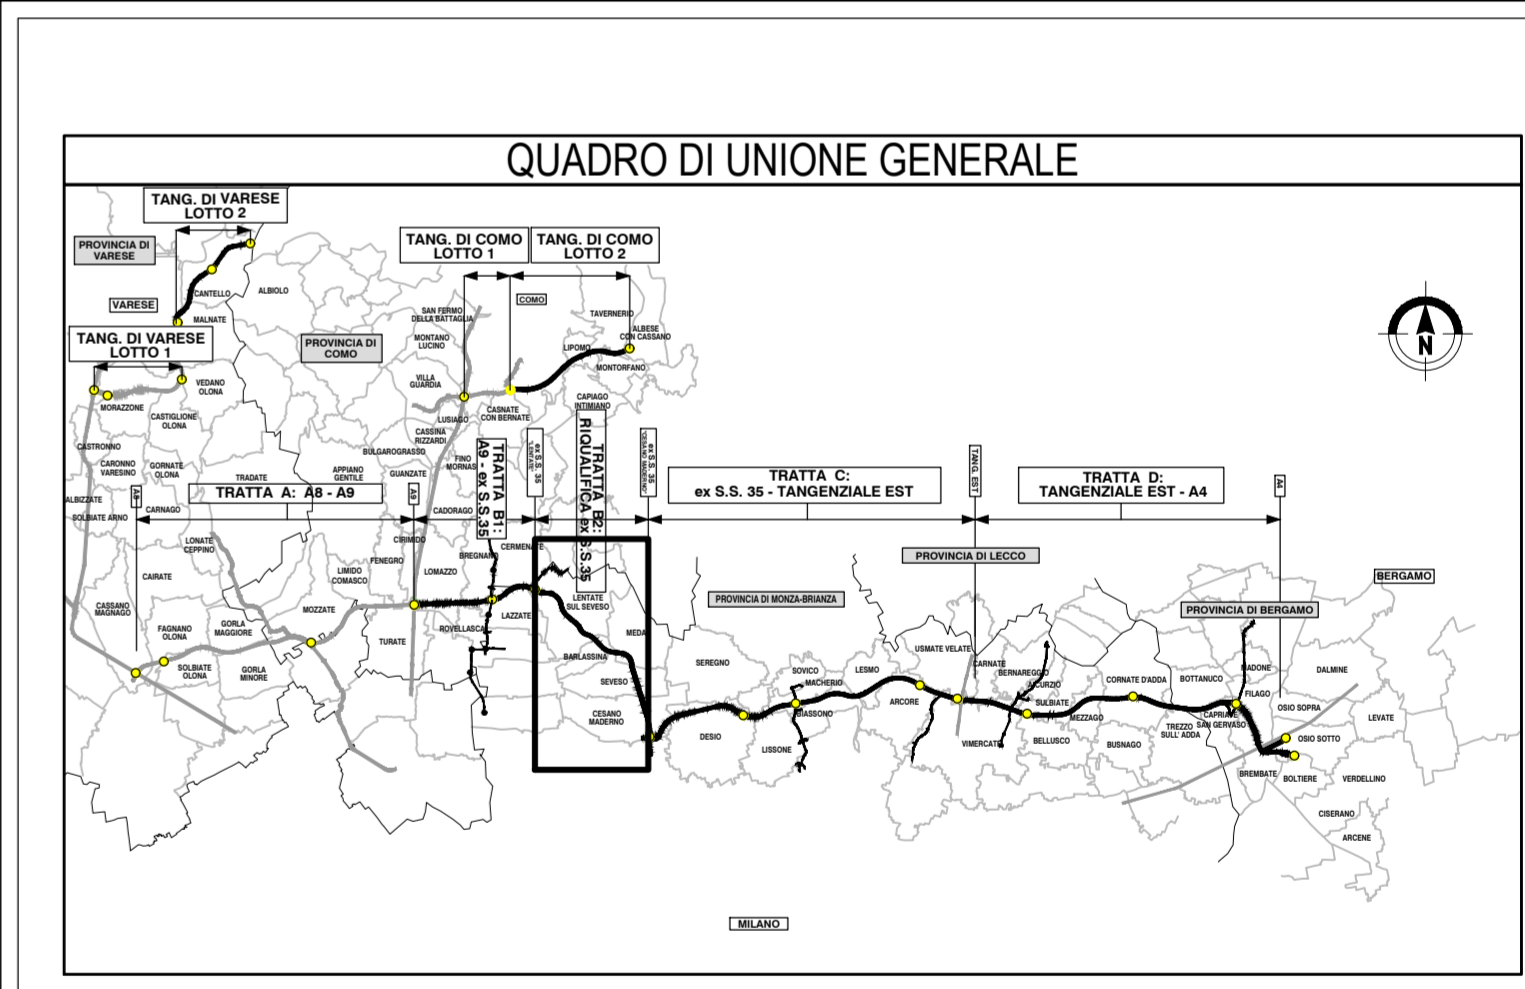 QUADRO DI UNIONE GENERALE
TANG. DI VARESE
LOTTO 2
PROVINCIA DI
VARESE
TANG. DI COMO
LOTTO 1
TANG. DI COMO
LOTTO 2
CANTELLO
ALBIOLO
VARESE
MALNATE
COMO
SAN FERMO
DELLA BATTAGLIA
TAVERNERIO
ALBESE
CON CASSANO
TANG. DI VARESE
LOTTO 1
PROVINCIA DI
COMO
MONTANO
LUCINO
LIPOMO
MONTORFANO
N
VEDANO
OLONA
VILLA
GUARDIA
MORAZZONE
CASTIGLIONE
OLONA
LUSIAGO
CASNATE
CON BERNATE
CAPIAGO
INTIMIANO
CASTRONNO
CASSINA
RIZZARDI
BULGAROGRASSO
CARONNO
VARESINO
GORNATE
OLONA
TRADATE
APPIANO
GENTILE
GUANZATE
FINO
MORNAS
TRATTA B1:
A9 - ex S.S.35
ex S.S. 35
"LENTATE"
TRATTA B2:
RIQUALIFICA ex S.S.35
ex S.S. 35
"CESANO MADERNO"
TRATTA C:
ex S.S. 35 - TANGENZIALE EST
TANG. EST
TRATTA D:
TANGENZIALE EST - A4
A4
ALBIZZATE
A8
TRATTA A: A8 - A9
A9
SOLBIATE ARNO
CARNAGO
CADORAGO
LONATE
CEPPINO
CIRIMIDO
CERMENATE
FENEGRO
BREGNANO
PROVINCIA DI LECCO
CAIRATE
LIMIDO
COMASCO
LOMAZZO
BERGAMO
CASSANO
MAGNAGO
MOZZATE
LAZZATE
LENTATE
SUL SEVESO
PROVINCIA DI MONZA-BRIANZA
PROVINCIA DI BERGAMO
FAGNANO
OLONA
GORLA
MAGGIORE
TURATE
ROVELLASCA
MEDA
SOLBIATE
OLONA
GORLA
MINORE
BARLASSINA
SEREGNO
SOVICO
MACHERIO
LESMO
USMATE VELATE
CARNATE
BERNAREGGIO
AICURZIO
CORNATE D'ADDA
BOTTANUCO
MADONE
DALMINE
SEVESO
CESANO
MADERNO
BIASSONO
ARCORE
SULBIATE
MEZZAGO
FILAGO
CAPRIATE
SAN GERVASO
OSIO SOPRA
LEVATE
DESIO
LISSONE
VIMERCATE
BELLUSCO
BUSNAGO
TREZZO
SULL' ADDA
OSIO SOTTO
BREMBATE
BOLTIERE
VERDELLINO
CISERANO
ARCENE
MILANO